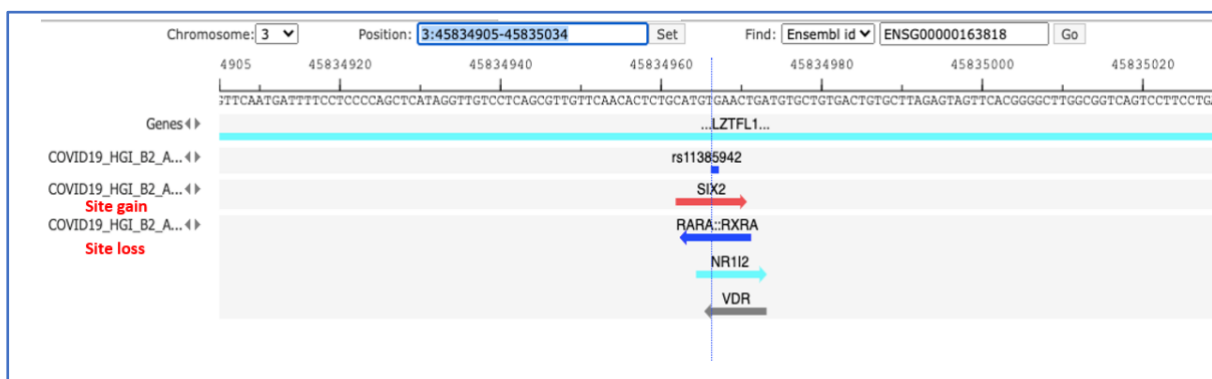 Chromosome: 3 Position: 3:45834905-45835034 Set Find: Ensembl id ENSG00000163818 Go
4905 45834920 45834940 45834960 45834980 45835000 45835020
GTTCAATGATTTTCCTCCCCAGCTCATAGGTTGTCCTCAGCGTTGTTCAACACTCTGCATGTGAACTGATGTGCTGTGACTGTGCTTAGAGTAGTTCACGGGGCTTGGCGGTCAGTCCTTCCTG
Genes ...LZTFL1...
COVID19_HGI_B2_A... rs11385942
COVID19_HGI_B2_A... SIX2
Site gain
COVID19_HGI_B2_A... RARA::RXRA
Site loss
NR1I2
VDR